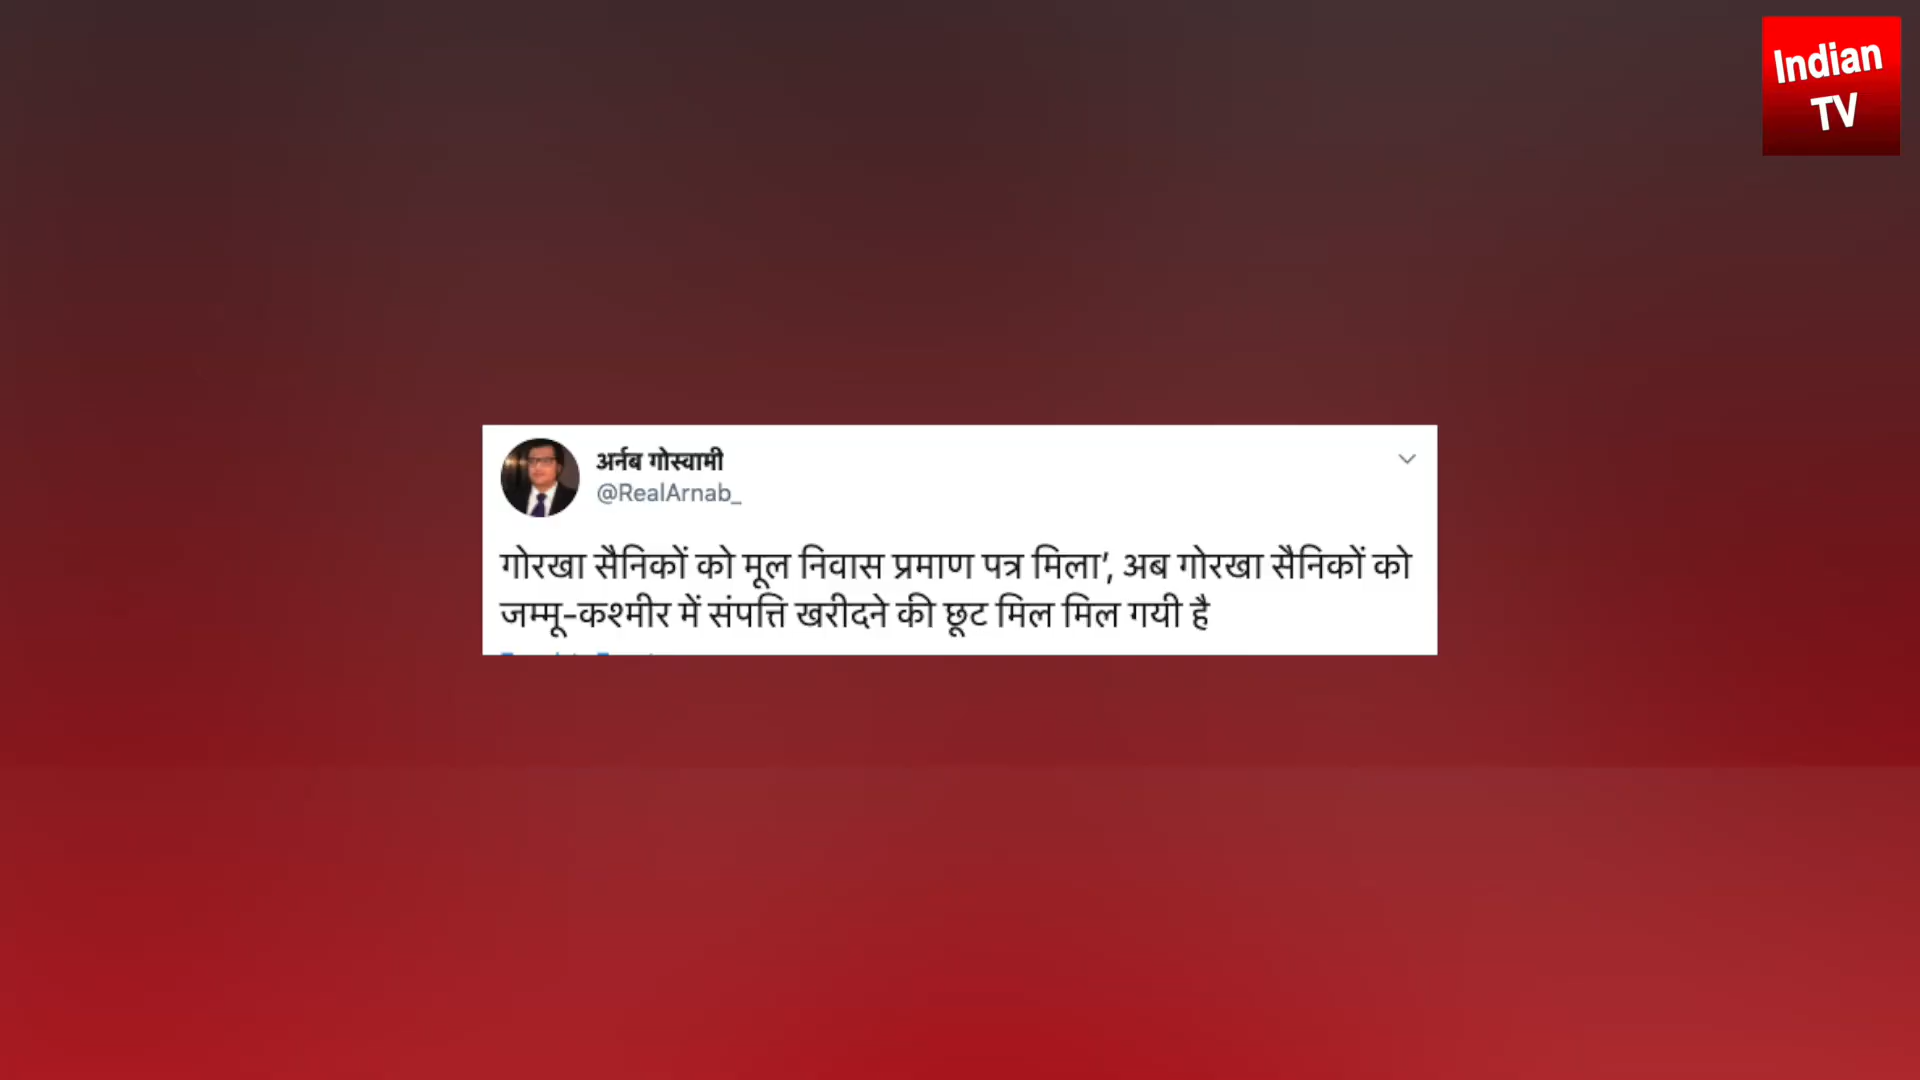 Indian
TV
अर्नब गोस्वामी
@RealArnab_
गोरखा सैनिकों को मूल निवास प्रमाण पत्र मिला’, अब गोरखा सैनिकों को
जम्मू-कश्मीर में संपत्ति खरीदने की छूट मिल मिल गयी है